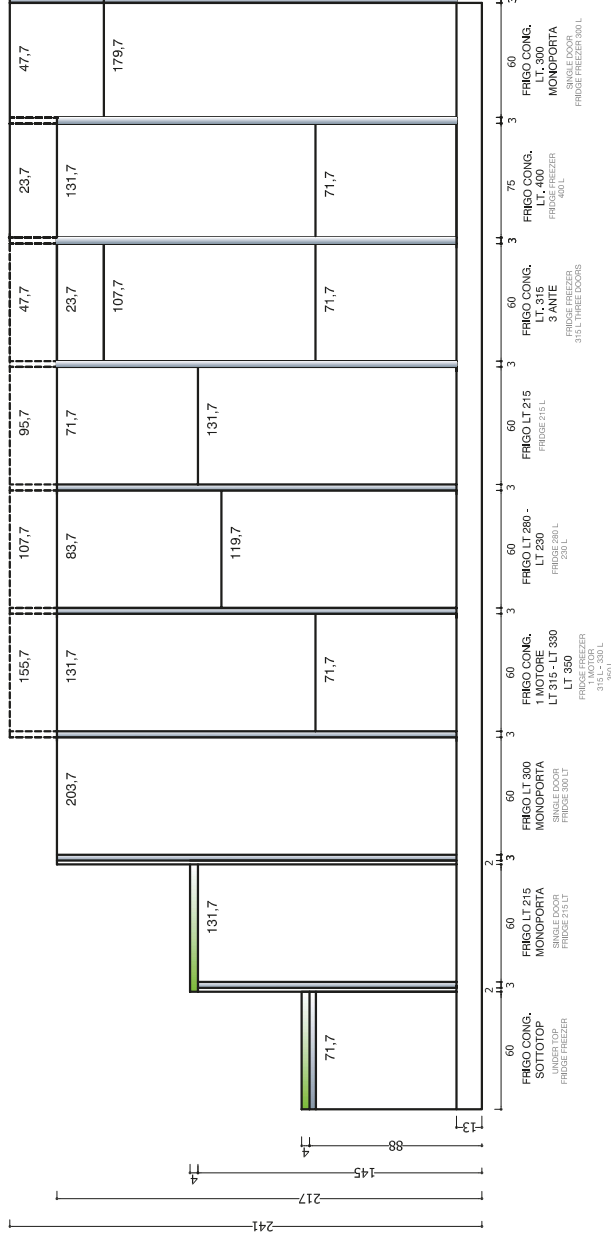 241
217
145
4
88
4
13
71,7
60
FRIGO CONG.
SOTTOTOP
UNDER TOP
FRIDGE FREEZER
2
3
131,7
60
FRIGO LT 215
MONOPORTA
SINGLE DOOR
FRIDGE 215 LT
2
3
203,7
60
FRIGO LT 300
MONOPORTA
SINGLE DOOR
FRIDGE 300 LT
3
155,7
131,7
71,7
60
FRIGO CONG.
1 MOTORE
LT 315 - LT 330
LT 350
FRIDGE FREEZER
1 MOTOR
315 L - 330 L
3
107,7
83,7
119,7
60
FRIGO LT 280 -
LT 230
FRIDGE 280 L
230 L
3
95,7
71,7
131,7
60
FRIGO LT 215
FRIDGE 215 L
3
47,7
23,7
107,7
71,7
60
FRIGO CONG.
LT. 315
3 ANTE
FRIDGE FREEZER
315 L THREE DOORS
3
23,7
131,7
71,7
75
FRIGO CONG.
LT. 400
FRIDGE FREEZER
400 L
3
47,7
179,7
60
FRIGO CONG.
LT. 300
MONOPORTA
SINGLE DOOR
FRIDGE FREEZER 300 L